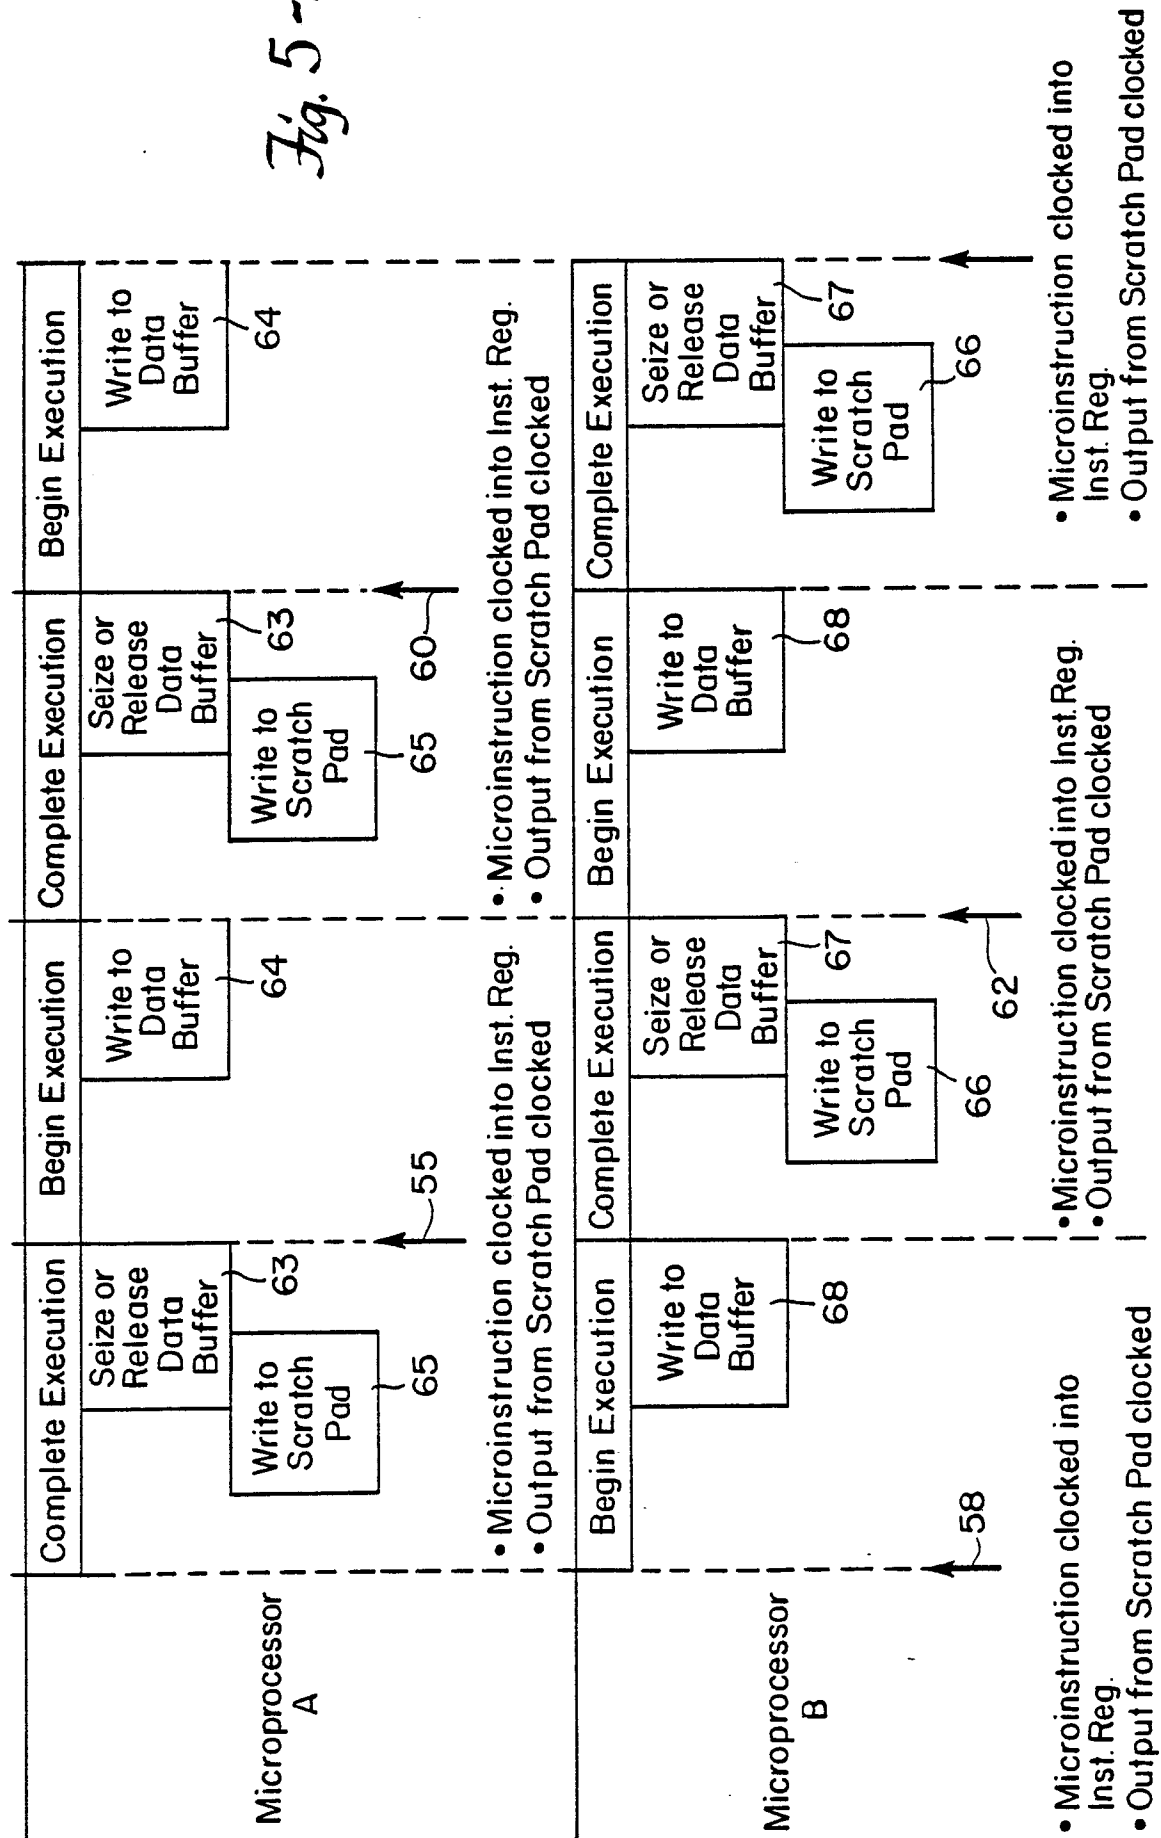 Fig. 5-
Complete Execution
Begin Execution
Complete Execution
Begin Execution
Microprocessor
A
Seize or
Release
Data
Buffer
63
Write to
Scratch
Pad
65
55
Write to
Data
Buffer
64
Seize or
Release
Data
Buffer
63
Write to
Scratch
Pad
65
60
Write to
Data
Buffer
64
• Microinstruction clocked into Inst. Reg.
• Output from Scratch Pad clocked
• Microinstruction clocked into Inst. Reg.
• Output from Scratch Pad clocked
Begin Execution
Complete Execution
Begin Execution
Complete Execution
Microprocessor
B
58
Write to
Data
Buffer
68
Seize or
Release
Data
Buffer
67
Write to
Scratch
Pad
66
62
Write to
Data
Buffer
68
Seize or
Release
Data
Buffer
67
Write to
Scratch
Pad
66
• Microinstruction clocked into
Inst. Reg.
• Output from Scratch Pad clocked
• Microinstruction clocked into Inst. Reg.
• Output from Scratch Pad clocked
• Microinstruction clocked into
Inst. Reg.
• Output from Scratch Pad clocked